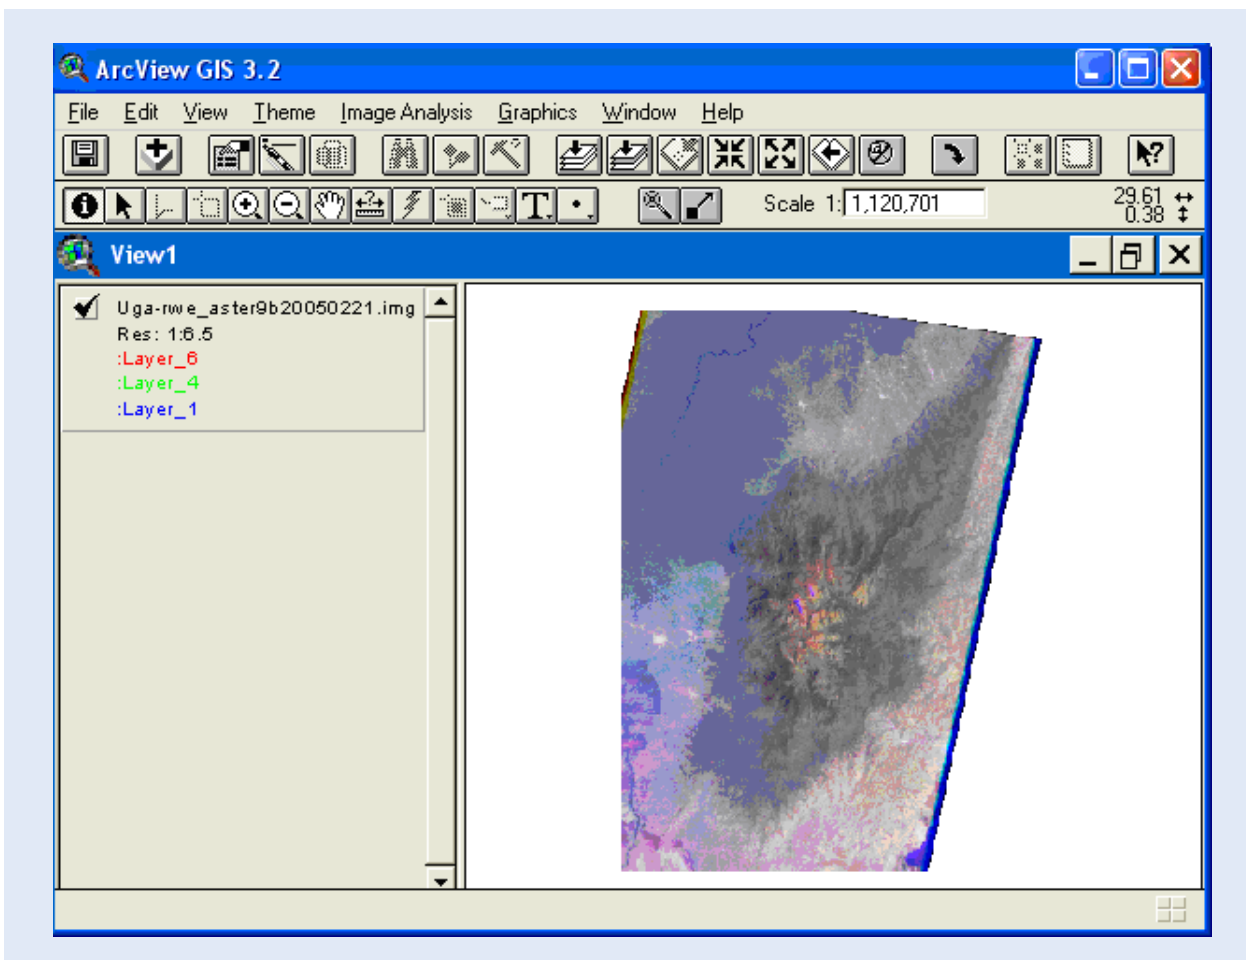 ArcView GIS 3.2
File Edit View Theme Image Analysis Graphics Window Help
Scale 1: 1,120,701
29.61
0.38
View1
Uga-rwe_aster9b20050221.img
Res: 1:6.5
:Layer_6
:Layer_4
:Layer_1